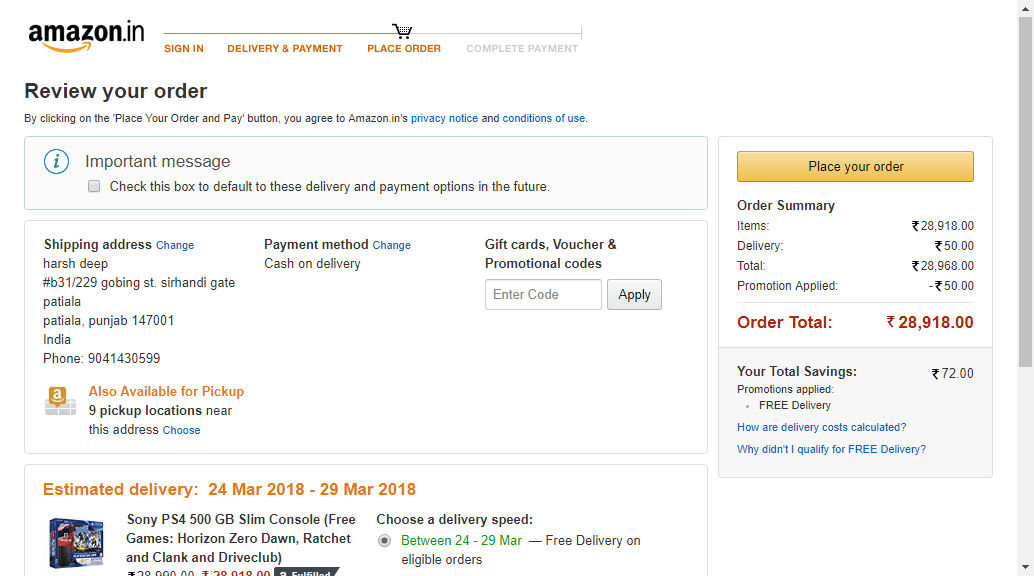 amazon.in
SIGN IN DELIVERY & PAYMENT PLACE ORDER COMPLETE PAYMENT
Review your order
By clicking on the 'Place Your Order and Pay' button, you agree to Amazon.in's privacy notice and conditions of use.
i Important message
Check this box to default to these delivery and payment options in the future.
Shipping address Change
harsh deep
#b31/229 gobing st. sirhandi gate
patiala
patiala, punjab 147001
India
Phone: 9041430599
a Also Available for Pickup
9 pickup locations near
this address Choose
Payment method Change
Cash on delivery
Gift cards, Voucher &
Promotional codes
Enter Code Apply
Estimated delivery: 24 Mar 2018 - 29 Mar 2018
Sony PS4 500 GB Slim Console (Free
Games: Horizon Zero Dawn, Ratchet
and Clank and Driveclub)
₹28,990.00 ₹28,918.00 a Fulfilled
Choose a delivery speed:
Between 24 - 29 Mar — Free Delivery on
eligible orders
Place your order
Order Summary
Items: ₹28,918.00
Delivery: ₹50.00
Total: ₹28,968.00
Promotion Applied: -₹50.00
Order Total: ₹28,918.00
Your Total Savings: ₹72.00
Promotions applied:
FREE Delivery
How are delivery costs calculated?
Why didn't I qualify for FREE Delivery?